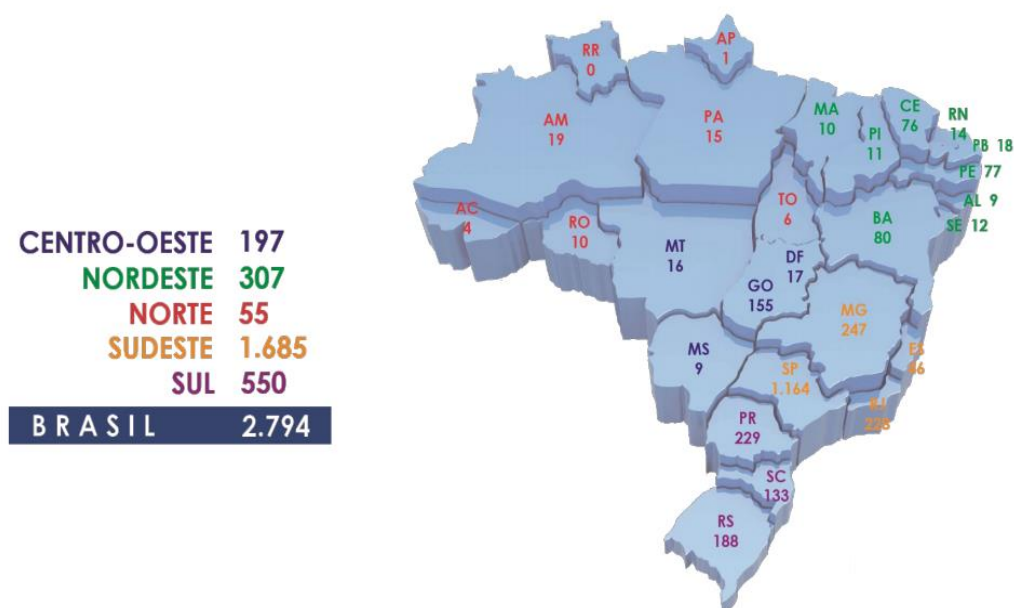 CENTRO-OESTE 197
NORDESTE 307
NORTE 55
SUDESTE 1.685
SUL 550
BRASIL 2.794
RR
0
AP
1
AM
19
PA
15
MA
10
PI
11
CE
76
RN
14
PB 18
PE 77
AL 9
SE 12
BA
80
AC
4
RO
10
TO
6
MT
16
DF
17
GO
155
MG
247
ES
46
MS
9
SP
1.164
RJ
228
PR
229
SC
133
RS
188